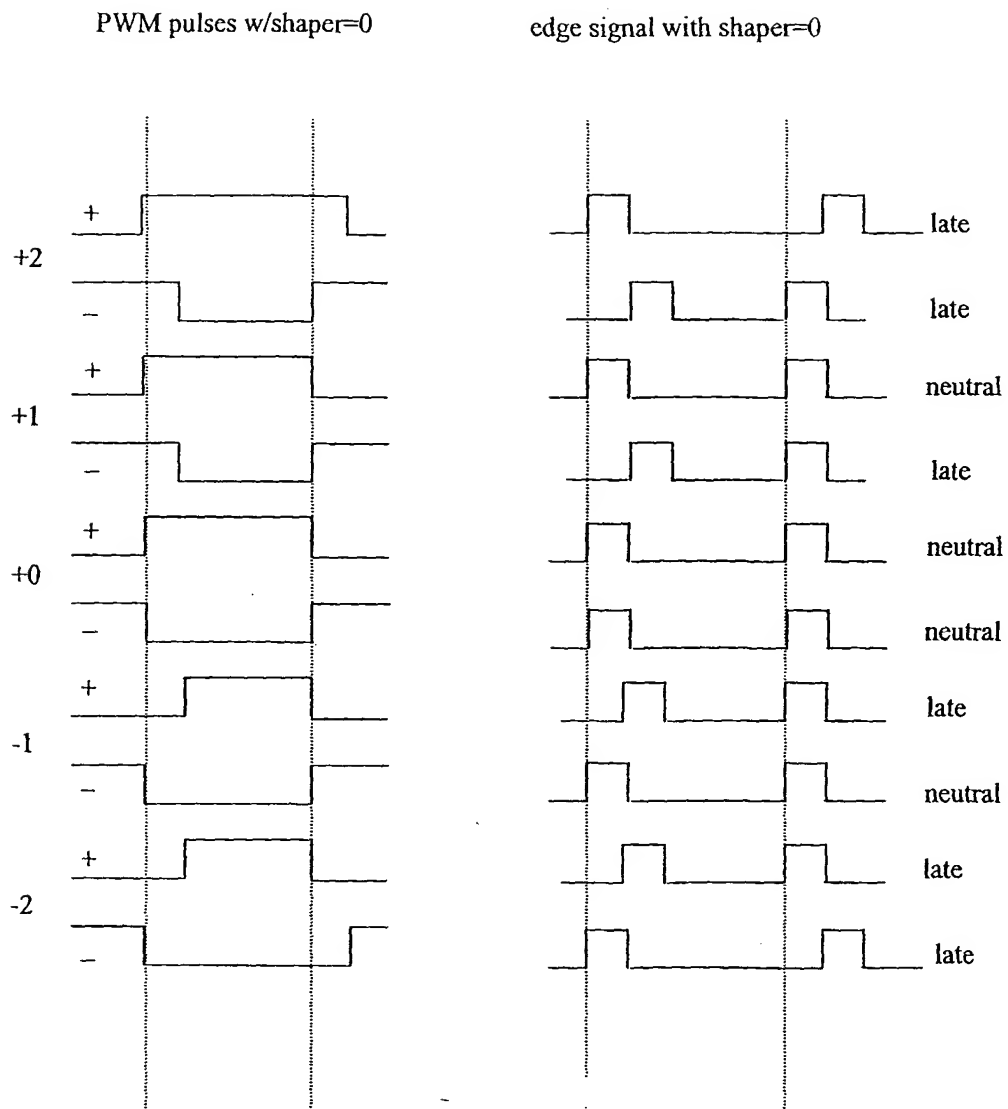 PWM pulses w/shaper=0
edge signal with shaper=0
+
late
+2
−
late
+
neutral
+1
−
late
+
neutral
+0
−
neutral
+
late
-1
−
neutral
+
late
-2
−
late